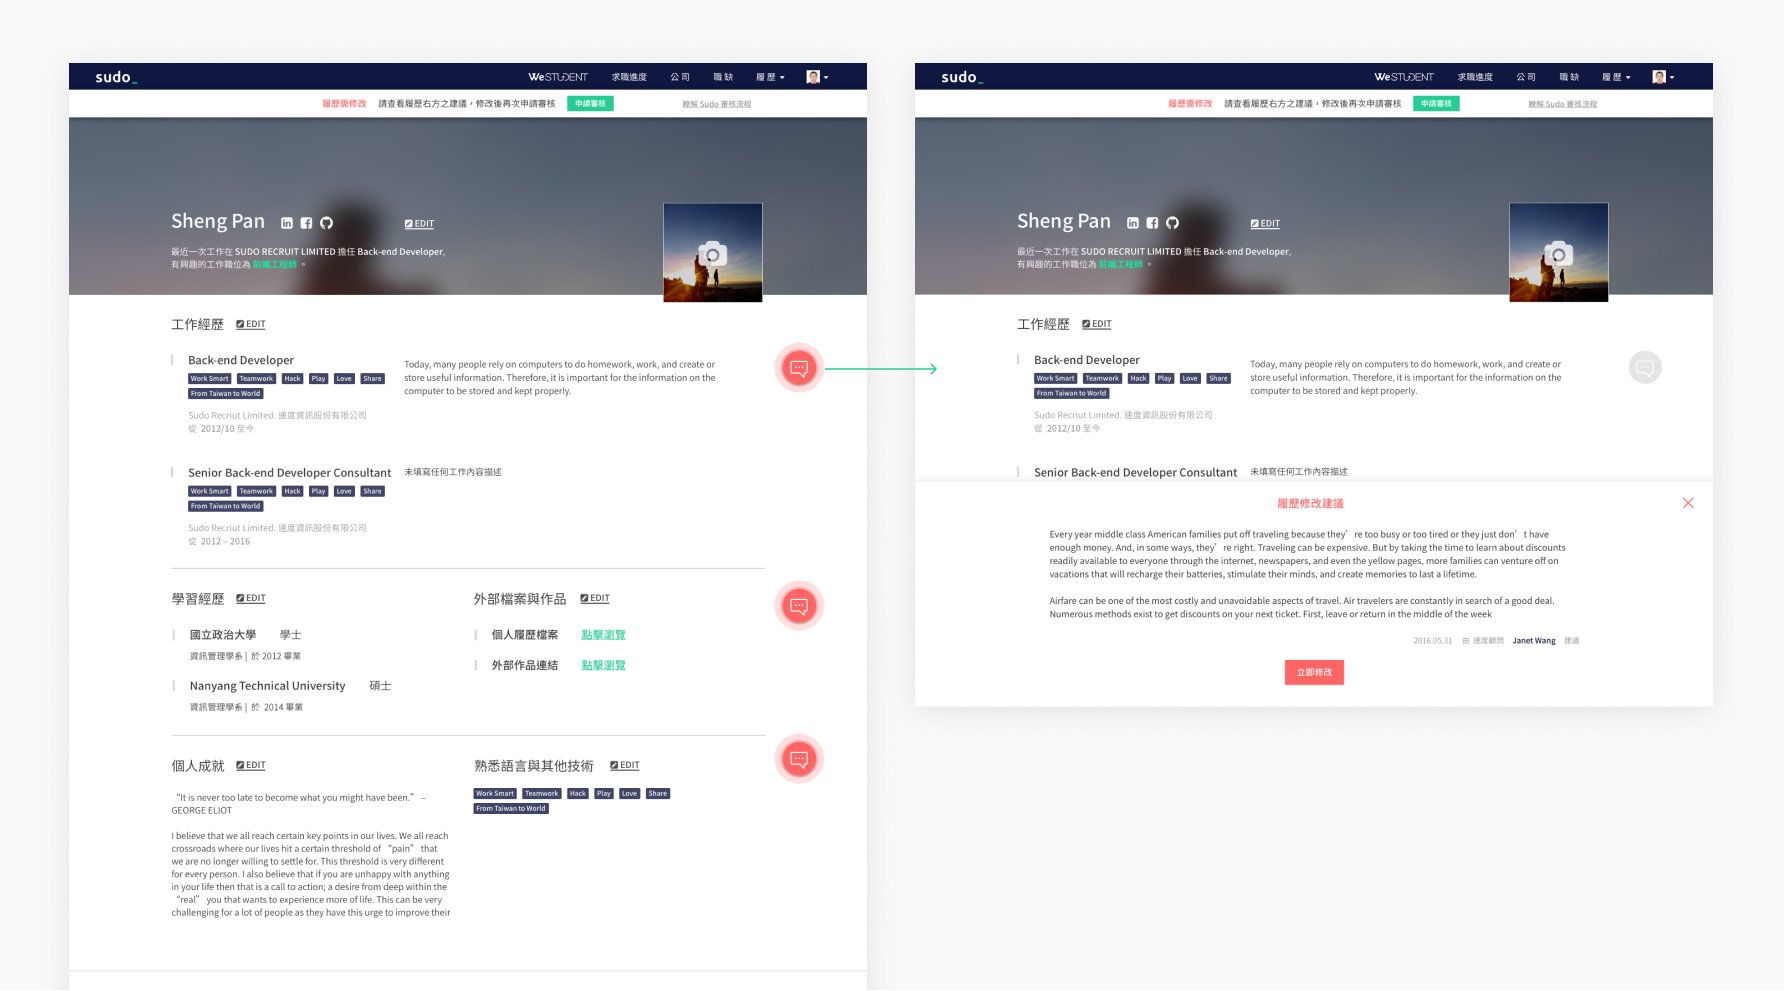 sudo_
WeSTUDENT 求職進度 公司 職缺 履歷
履歷需修改 請查看履歷右方之建議，修改後再次申請審核 申請審核 瞭解 Sudo 審核流程
Sheng Pan EDIT
最近一次工作在 SUDO RECRUIT LIMITED 擔任 Back-end Developer,
有興趣的工作職位為 前端工程師 。
工作經歷 EDIT
Back-end Developer
Work Smart Teamwork Hack Play Love Share
From Taiwan to World
Sudo Recriut Limited. 速度資訊股份有限公司
從 2012/10 至今
Today, many people rely on computers to do homework, work, and create or
store useful information. Therefore, it is important for the information on the
computer to be stored and kept properly.
Senior Back-end Developer Consultant 未填寫任何工作內容描述
Work Smart Teamwork Hack Play Love Share
From Taiwan to World
Sudo Recriut Limited. 速度資訊股份有限公司
從 2012 – 2016
學習經歷 EDIT
國立政治大學 學士
資訊管理學系 | 於 2012 畢業
Nanyang Technical University 碩士
資訊管理學系 | 於 2014 畢業
外部檔案與作品 EDIT
個人履歷檔案 點擊瀏覽
外部作品連結 點擊瀏覽
個人成就 EDIT
“It is never too late to become what you might have been.” –
GEORGE ELIOT
I believe that we all reach certain key points in our lives. We all reach
crossroads where our lives hit a certain threshold of “pain” that
we are no longer willing to settle for. This threshold is very different
for every person. I also believe that if you are unhappy with anything
in your life then that is a call to action; a desire from deep within the
“real” you that wants to experience more of life. This can be very
challenging for a lot of people as they have this urge to improve their
熟悉語言與其他技術 EDIT
Work Smart Teamwork Hack Play Love Share
From Taiwan to World
sudo_
WeSTUDENT 求職進度 公司 職缺 履歷
履歷需修改 請查看履歷右方之建議，修改後再次申請審核 申請審核 瞭解 Sudo 審核流程
Sheng Pan EDIT
最近一次工作在 SUDO RECRUIT LIMITED 擔任 Back-end Developer,
有興趣的工作職位為 前端工程師 。
工作經歷 EDIT
Back-end Developer
Work Smart Teamwork Hack Play Love Share
From Taiwan to World
Sudo Recriut Limited. 速度資訊股份有限公司
從 2012/10 至今
Today, many people rely on computers to do homework, work, and create or
store useful information. Therefore, it is important for the information on the
computer to be stored and kept properly.
Senior Back-end Developer Consultant 未填寫任何工作內容描述
履歷修改建議
Every year middle class American families put off traveling because they’re too busy or too tired or they just don’t have
enough money. And, in some ways, they’re right. Traveling can be expensive. But by taking the time to learn about discounts
readily available to everyone through the internet, newspapers, and even the yellow pages, more families can venture off on
vacations that will recharge their batteries, stimulate their minds, and create memories to last a lifetime.
Airfare can be one of the most costly and unavoidable aspects of travel. Air travelers are constantly in search of a good deal.
Numerous methods exist to get discounts on your next ticket. First, leave or return in the middle of the week
2016.05.31 由 速度顧問 Janet Wang 建議
立即修改